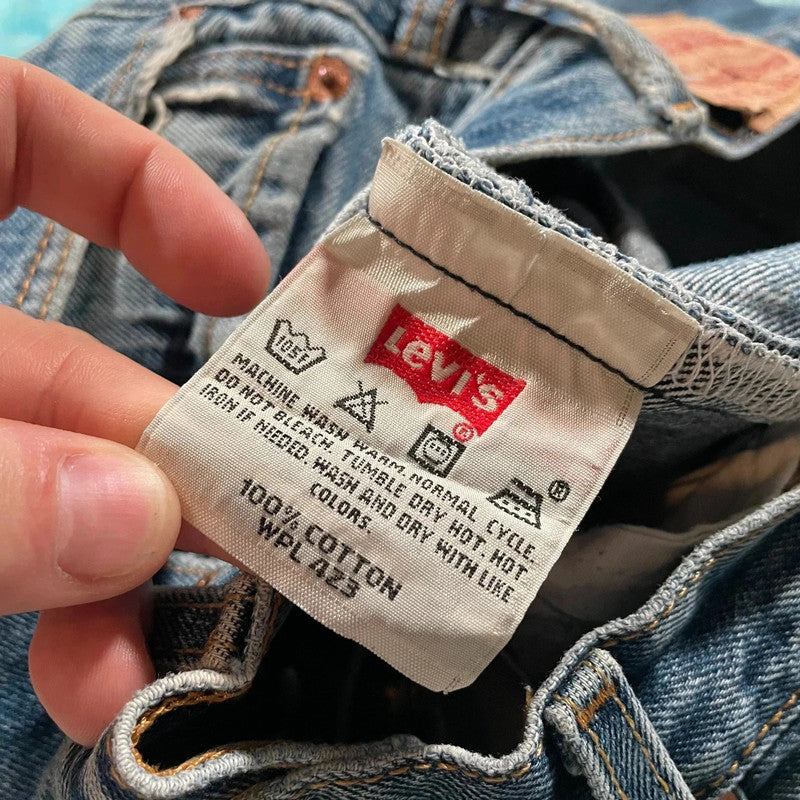 105F
LEVI'S
®
MACHINE WASH WARM, NORMAL CYCLE.
DO NOT BLEACH. TUMBLE DRY HOT. HOT
IRON IF NEEDED. WASH AND DRY WITH LIKE
COLORS.
®
100% COTTON
WPL 423